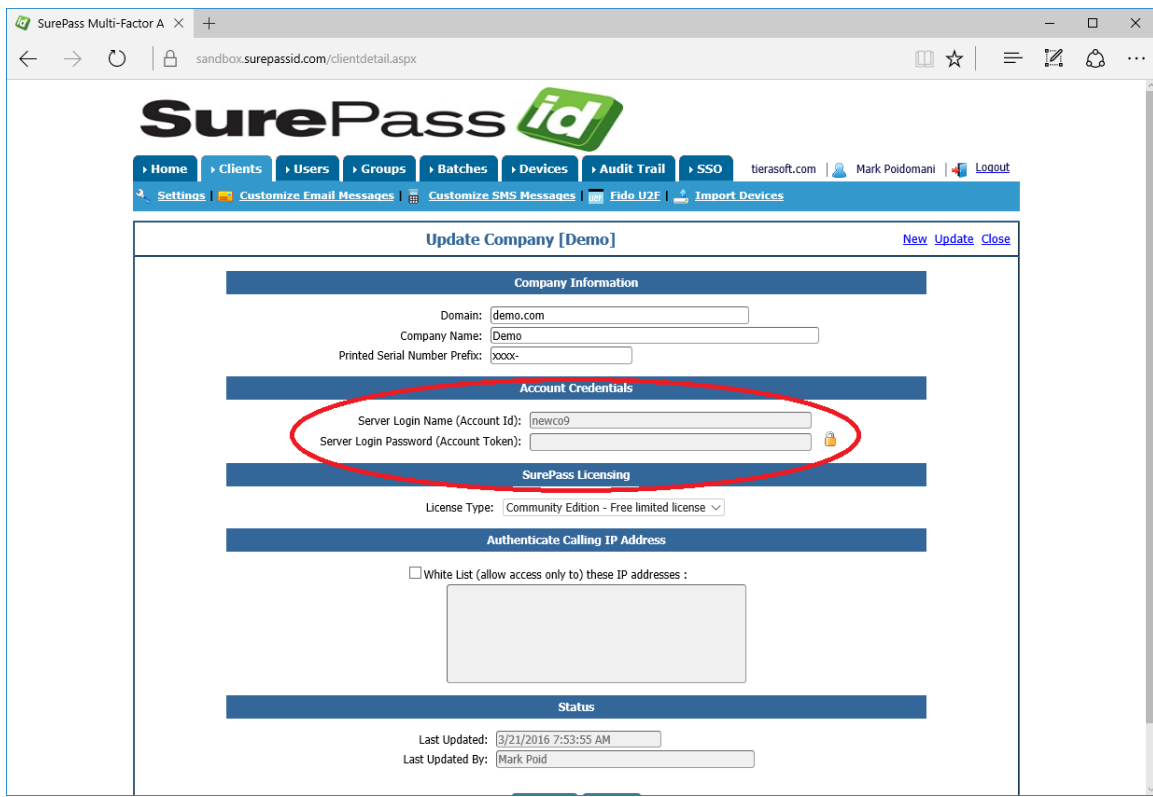 SurePass Multi-Factor A
sandbox.surepassid.com/clientdetail.aspx
SurePass id
Home Clients Users Groups Batches Devices Audit Trail SSO tierasoft.com | Mark Poidomani | Logout
Settings | Customize Email Messages | Customize SMS Messages | Fido U2F | Import Devices
Update Company [Demo] New Update Close
Company Information
Domain: demo.com
Company Name: Demo
Printed Serial Number Prefix: xxxx-
Account Credentials
Server Login Name (Account Id): newco9
Server Login Password (Account Token):
SurePass Licensing
License Type: Community Edition - Free limited license
Authenticate Calling IP Address
White List (allow access only to) these IP addresses :
Status
Last Updated: 3/21/2016 7:53:55 AM
Last Updated By: Mark Poid